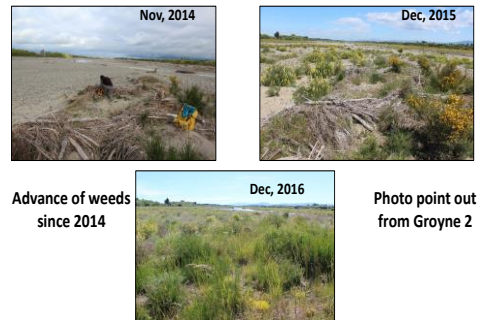 Nov, 2014
Dec, 2015
Advance of weeds
since 2014
Dec, 2016
Photo point out
from Groyne 2